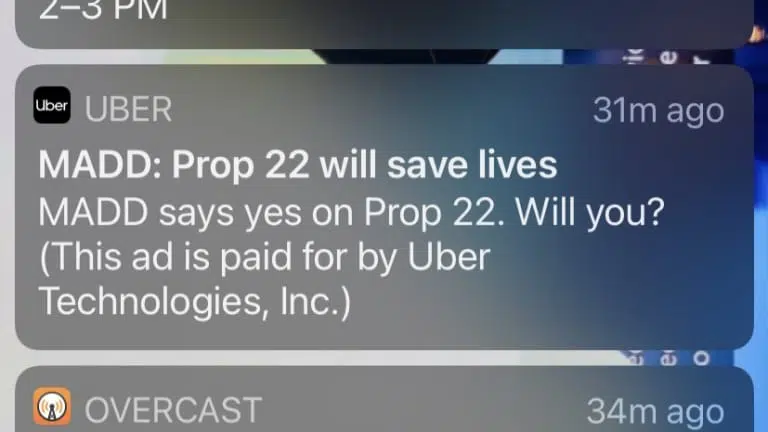 2–3 PM
Uber UBER 31m ago
MADD: Prop 22 will save lives
MADD says yes on Prop 22. Will you?
(This ad is paid for by Uber
Technologies, Inc.)
OVERCAST 34m ago